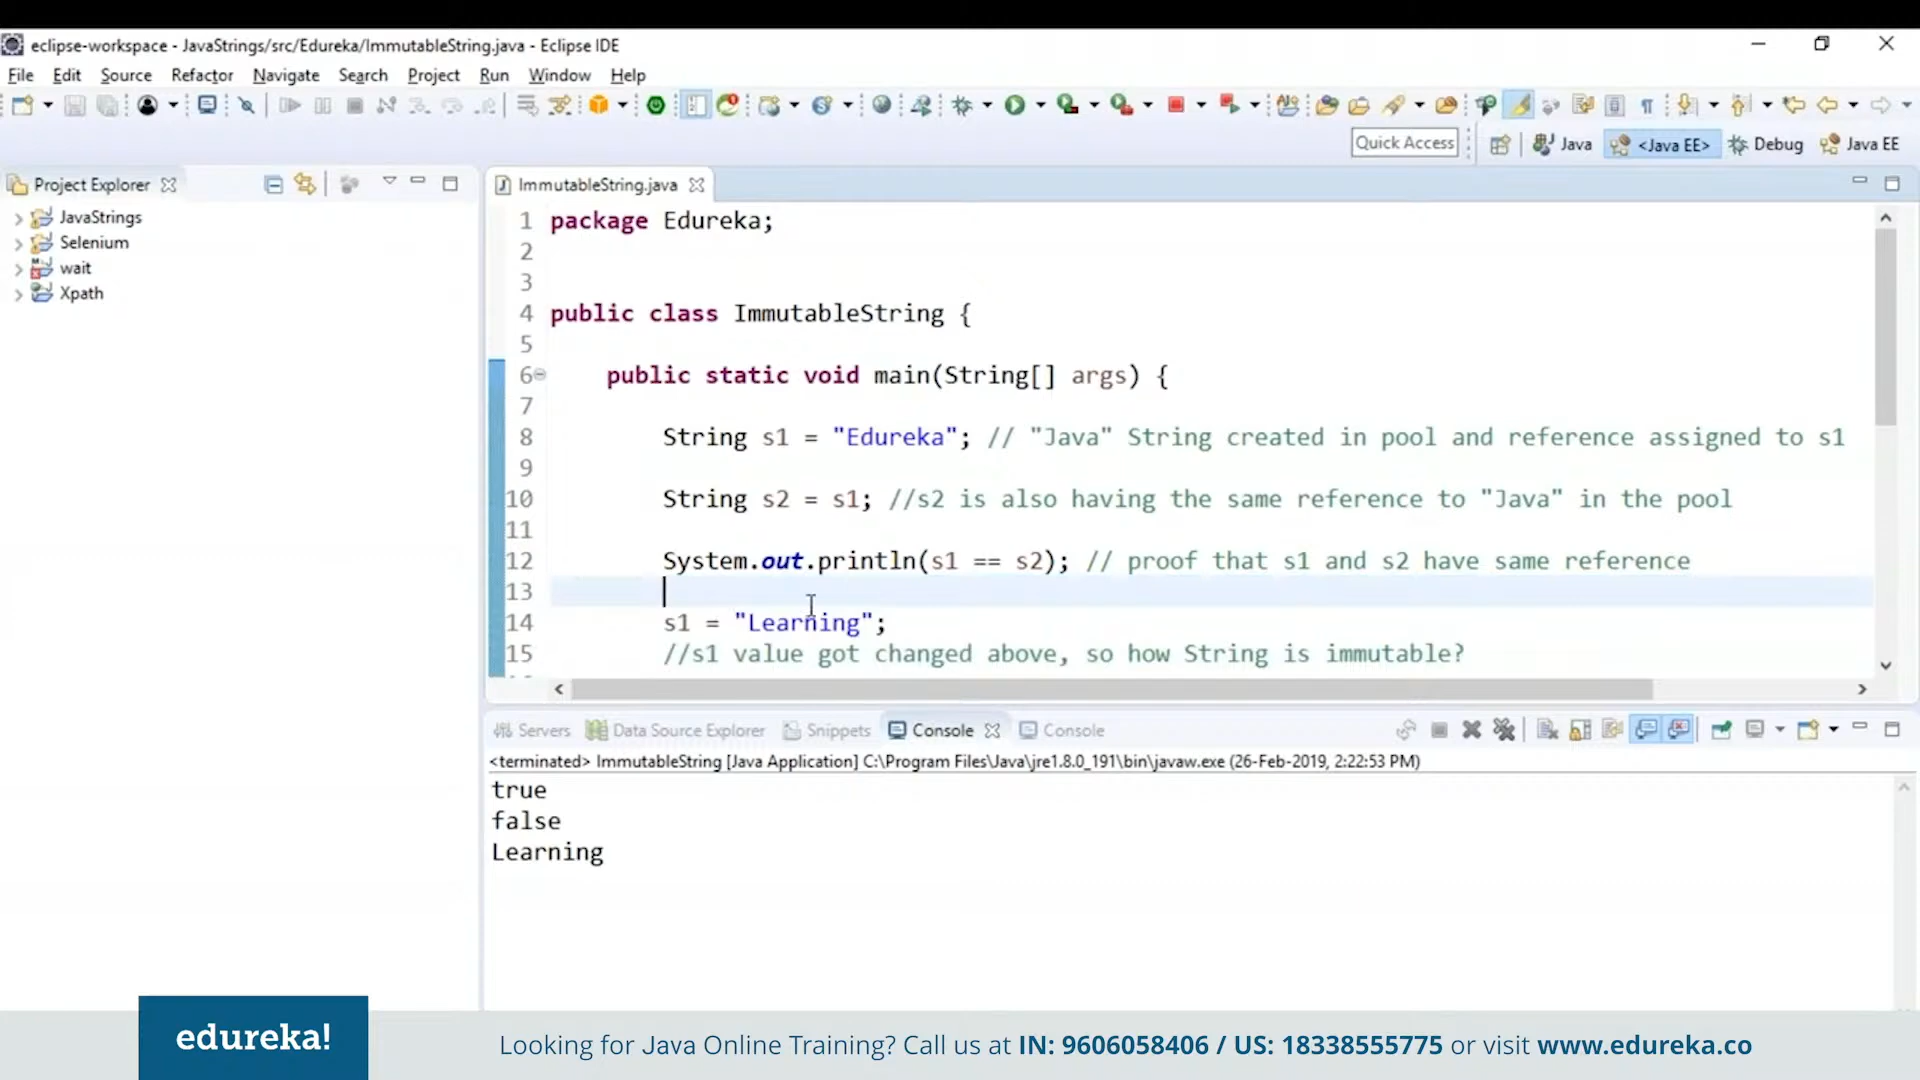 eclipse-workspace - JavaStrings/src/Edureka/ImmutableString.java - Eclipse IDE
File Edit Source Refactor Navigate Search Project Run Window Help
Quick Access Java <Java EE> Debug Java EE
Project Explorer
JavaStrings
Selenium
wait
Xpath
ImmutableString.java
1 package Edureka;
2
3
4 public class ImmutableString {
5
6 public static void main(String[] args) {
7
8 String s1 = "Edureka"; // "Java" String created in pool and reference assigned to s1
9
10 String s2 = s1; //s2 is also having the same reference to "Java" in the pool
11
12 System.out.println(s1 == s2); // proof that s1 and s2 have same reference
13
14 s1 = "Learning";
15 //s1 value got changed above, so how String is immutable?
Servers Data Source Explorer Snippets Console Console
<terminated> ImmutableString [Java Application] C:\Program Files\Java\jre1.8.0_191\bin\javaw.exe (26-Feb-2019, 2:22:53 PM)
true
false
Learning
edureka!
Looking for Java Online Training? Call us at IN: 9606058406 / US: 18338555775 or visit www.edureka.co